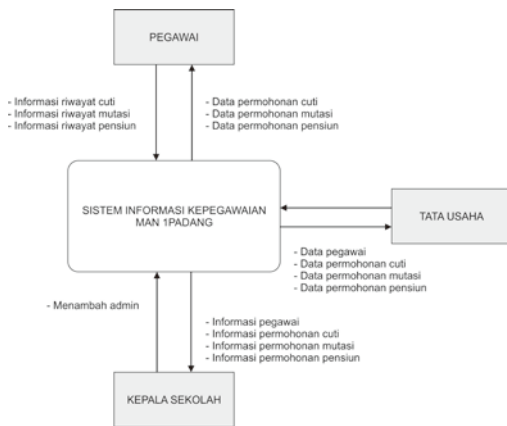 PEGAWAI
- Informasi riwayat cuti
- Informasi riwayat mutasi
- Informasi riwayat pensiun
- Data permohonan cuti
- Data permohonan mutasi
- Data permohonan pensiun
SISTEM INFORMASI KEPEGAWAIAN
MAN 1PADANG
TATA USAHA
- Data pegawai
- Data permohonan cuti
- Data permohonan mutasi
- Data permohonan pensiun
- Menambah admin
- Informasi pegawai
- Informasi permohonan cuti
- Informasi permohonan mutasi
- Informasi permohonan pensiun
KEPALA SEKOLAH